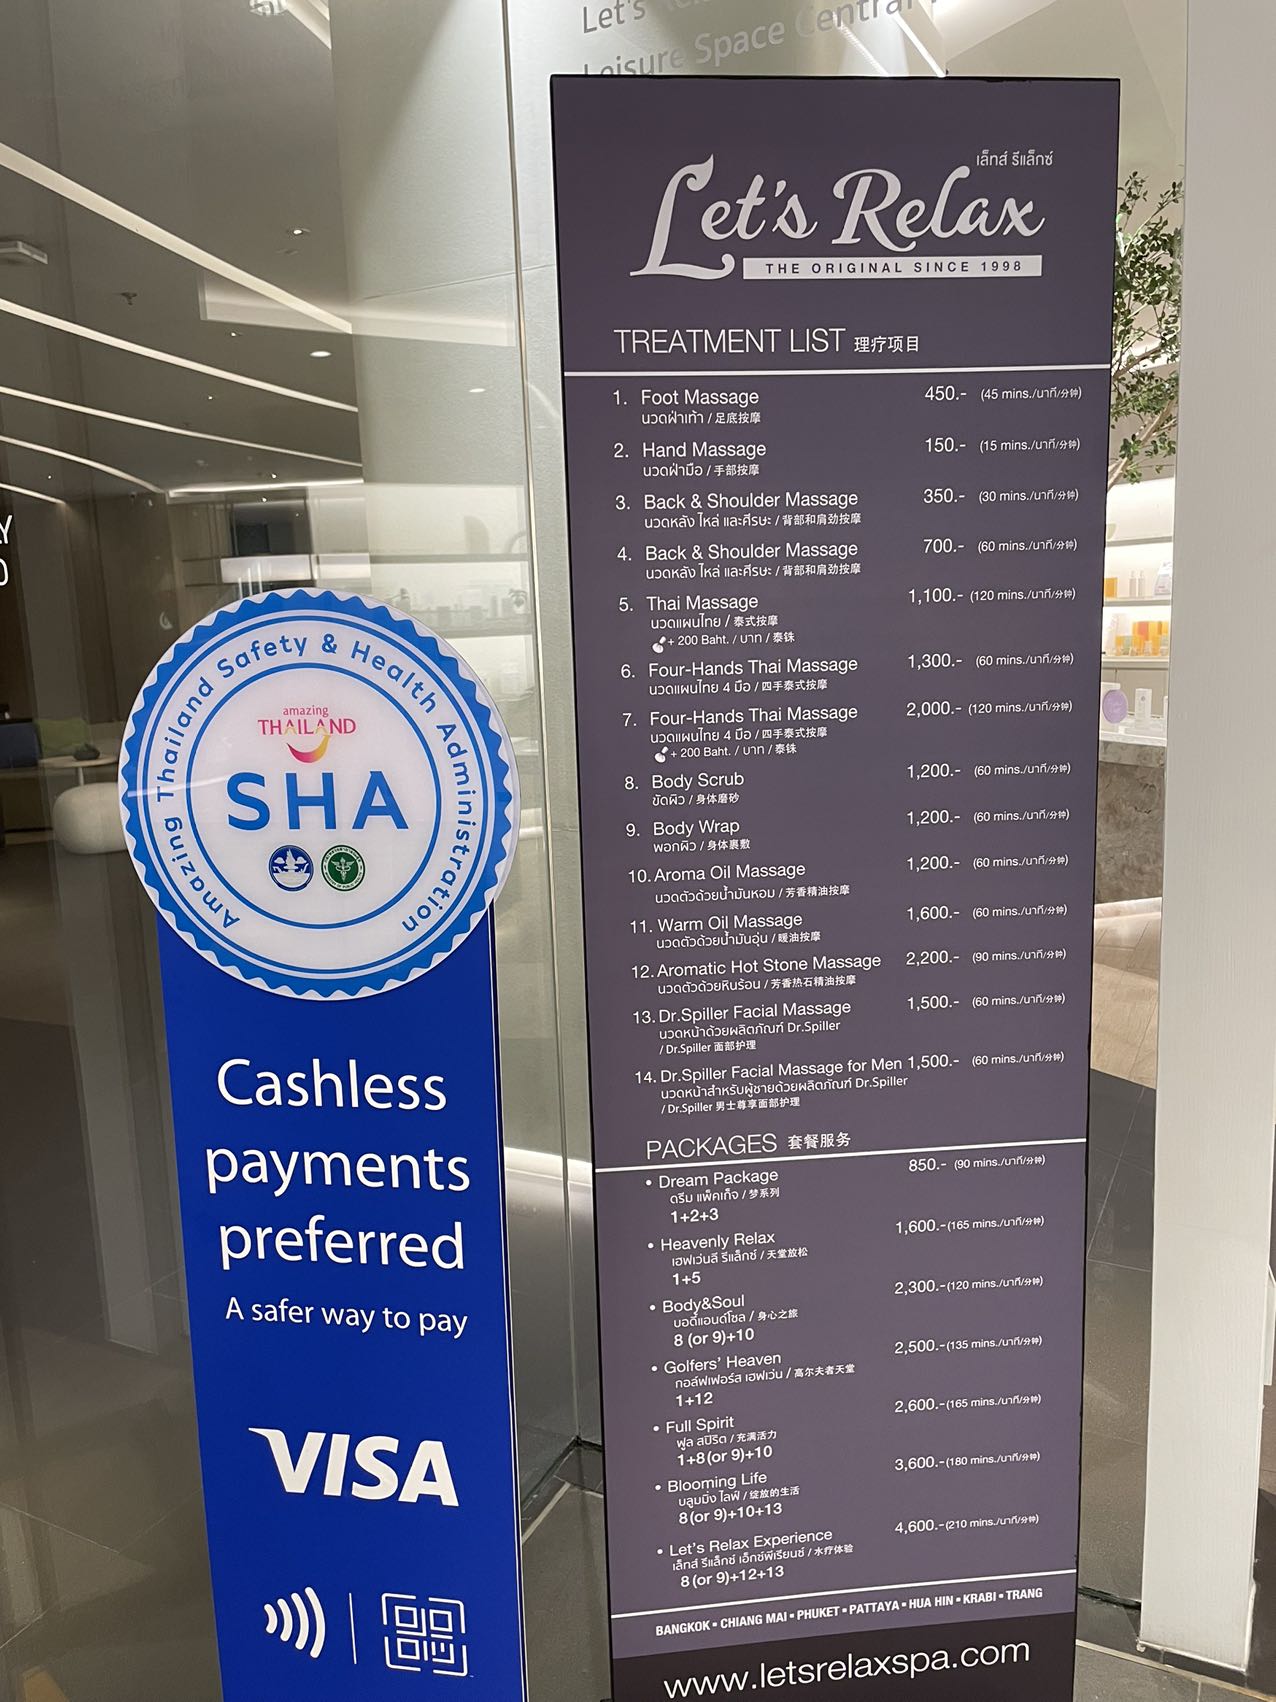 Let's
Leisure Space Central
เล็ทส์ รีแล็กซ์
Let's Relax
THE ORIGINAL SINCE 1998
TREATMENT LIST 理疗项目
1. Foot Massage 450.- (45 mins./นาที/分钟)
นวดฝ่าเท้า / 足底按摩
2. Hand Massage 150.- (15 mins./นาที/分钟)
นวดฝ่ามือ / 手部按摩
3. Back & Shoulder Massage 350.- (30 mins./นาที/分钟)
นวดหลัง ไหล่ และศีรษะ / 背部和肩劲按摩
4. Back & Shoulder Massage 700.- (60 mins./นาที/分钟)
นวดหลัง ไหล่ และศีรษะ / 背部和肩劲按摩
5. Thai Massage 1,100.- (120 mins./นาที/分钟)
นวดแผนไทย / 泰式按摩
+ 200 Baht. / บาท / 泰铢
6. Four-Hands Thai Massage 1,300.- (60 mins./นาที/分钟)
นวดแผนไทย 4 มือ / 四手泰式按摩
7. Four-Hands Thai Massage 2,000.- (120 mins./นาที/分钟)
นวดแผนไทย 4 มือ / 四手泰式按摩
+ 200 Baht. / บาท / 泰铢
8. Body Scrub 1,200.- (60 mins./นาที/分钟)
ขัดผิว / 身体磨砂
9. Body Wrap 1,200.- (60 mins./นาที/分钟)
พอกผิว / 身体裹敷
10. Aroma Oil Massage 1,200.- (60 mins./นาที/分钟)
นวดตัวด้วยน้ำมันหอม / 芳香精油按摩
11. Warm Oil Massage 1,600.- (60 mins./นาที/分钟)
นวดตัวด้วยน้ำมันอุ่น / 暖油按摩
12. Aromatic Hot Stone Massage 2,200.- (90 mins./นาที/分钟)
นวดตัวด้วยหินร้อน / 芳香热石精油按摩
13. Dr.Spiller Facial Massage 1,500.- (60 mins./นาที/分钟)
นวดหน้าด้วยผลิตภัณฑ์ Dr.Spiller
/ Dr.Spiller 面部护理
14. Dr.Spiller Facial Massage for Men 1,500.- (60 mins./นาที/分钟)
นวดหน้าสำหรับผู้ชายด้วยผลิตภัณฑ์ Dr.Spiller
/ Dr.Spiller 男士尊享面部护理
PACKAGES 套餐服务
• Dream Package 850.- (90 mins./นาที/分钟)
ดรีม แพ็คเก็จ / 梦系列
1+2+3
• Heavenly Relax 1,600.-(165 mins./นาที/分钟)
เฮฟเว่นลี รีแล็กซ์ / 天堂放松
1+5
• Body&Soul 2,300.-(120 mins./นาที/分钟)
บอดี้แอนด์โซล / 身心之旅
8 (or 9)+10
• Golfers' Heaven 2,500.-(135 mins./นาที/分钟)
กอล์ฟเฟอร์ส เฮฟเว่น / 高尔夫者天堂
1+12
• Full Spirit 2,600.-(165 mins./นาที/分钟)
ฟูล สปิริต / 充满活力
1+8(or 9)+10
• Blooming Life 3,600.-(180 mins./นาที/分钟)
บลูมมิ่ง ไลฟ์ / 绽放的生活
8(or 9)+10+13
• Let's Relax Experience 4,600.-(210 mins./นาที/分钟)
เล็ทส์ รีแล็กซ์ เอ็กซ์พีเรียนซ์ / 水疗体验
8 (or 9)+12+13
BANGKOK ▪ CHIANG MAI ▪ PHUKET ▪ PATTAYA ▪ HUA HIN ▪ KRABI ▪ TRANG
www.letsrelaxspa.com
Amazing Thailand Safety & Health Administration
amazing
THAILAND
SHA
Cashless
payments
preferred
A safer way to pay
VISA